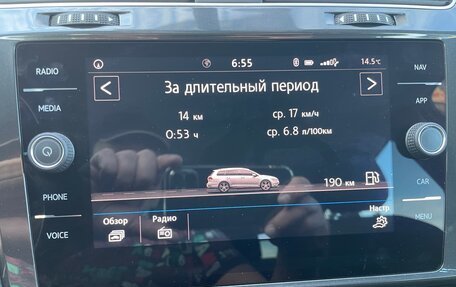 6:55
14.5°C
RADIO
NAV
За длительный период
MEDIA
APP
14 км
ср. 17 км/ч
0:53 ч
ср. 6.8 л/100км
PHONE
CAR
190 км
Обзор
Радио
Настр.
VOICE
MENU